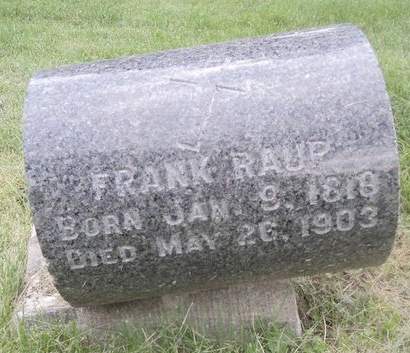 FRANK RAUP
BORN JAN. 9, 1818
DIED MAY 26, 1903